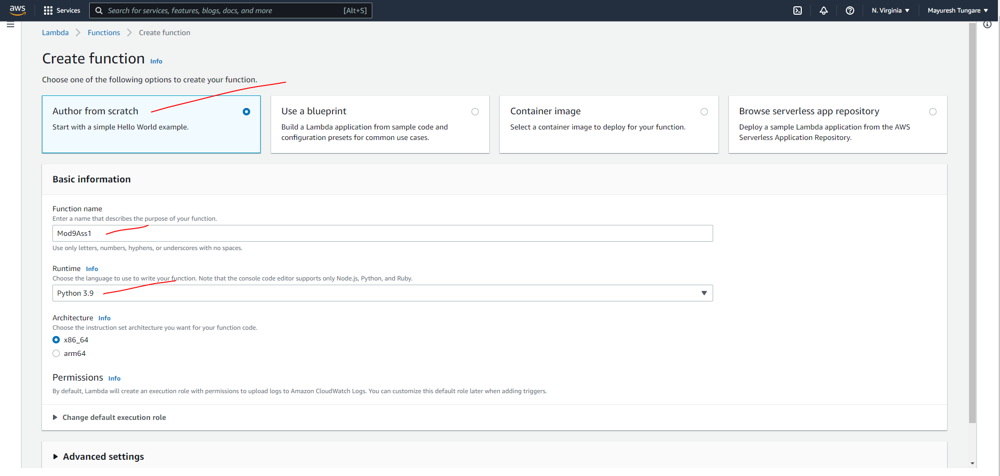 aws Services Search for services, features, blogs, docs, and more [Alt+S] N. Virginia Mayuresh Tungare
Lambda Functions Create function
Create function Info
Choose one of the following options to create your function.
Author from scratch
Start with a simple Hello World example.
Use a blueprint
Build a Lambda application from sample code and
configuration presets for common use cases.
Container image
Select a container image to deploy for your function.
Browse serverless app repository
Deploy a sample Lambda application from the AWS
Serverless Application Repository.
Basic information
Function name
Enter a name that describes the purpose of your function.
Mod9Ass1
Use only letters, numbers, hyphens, or underscores with no spaces.
Runtime Info
Choose the language to use to write your function. Note that the console code editor supports only Node.js, Python, and Ruby.
Python 3.9
Architecture Info
Choose the instruction set architecture you want for your function code.
x86_64
arm64
Permissions Info
By default, Lambda will create an execution role with permissions to upload logs to Amazon CloudWatch Logs. You can customize this default role later when adding triggers.
Change default execution role
Advanced settings